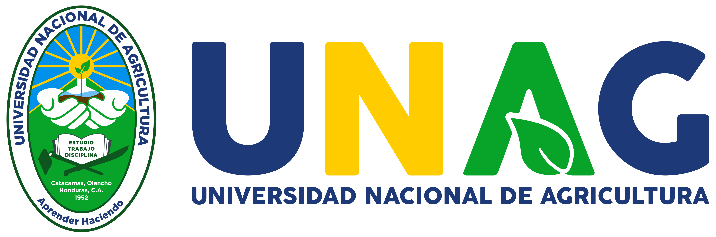 UNIVERSIDAD NACIONAL DE AGRICULTURA
ESTUDIO
TRABAJO
DISCIPLINA
Catacamas, Olancho
Honduras, C.A.
1952
Aprender Haciendo
UNAG
UNIVERSIDAD NACIONAL DE AGRICULTURA